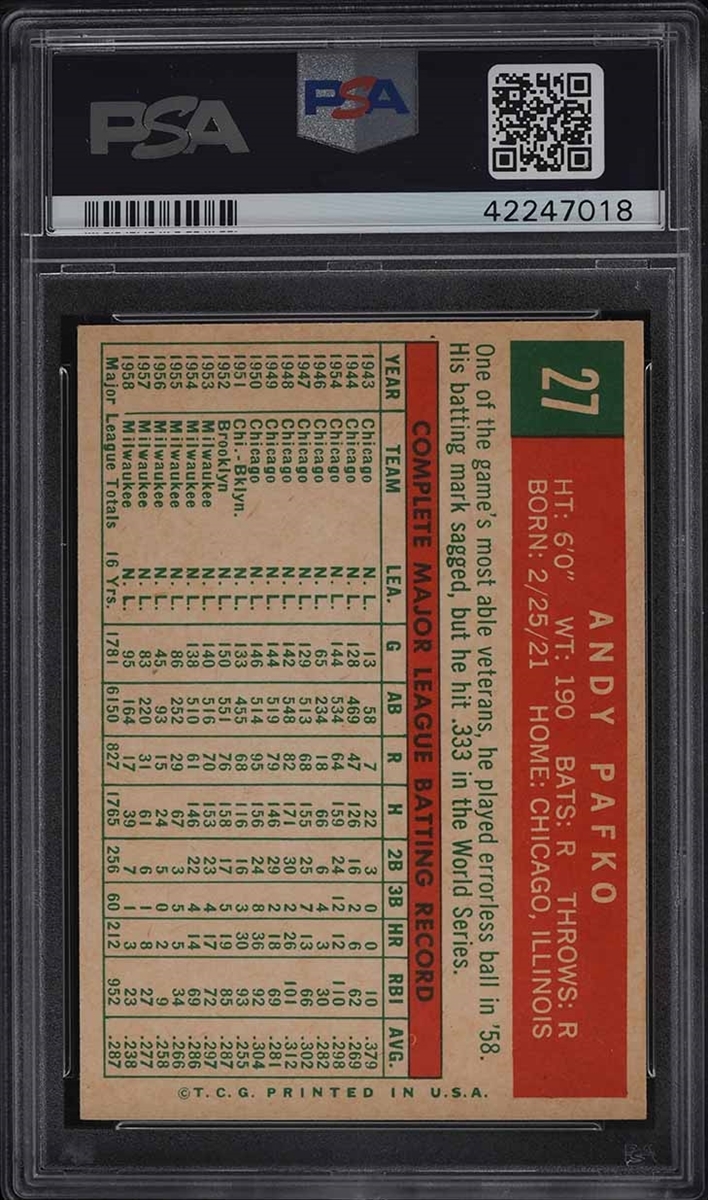 PSA
PSA
42247018
27
ANDY PAFKO
HT: 6'0" WT: 190 BATS: R THROWS: R
BORN: 2/25/21 HOME: CHICAGO, ILLINOIS
One of the game's most able veterans, he played errorless ball in '58.
His batting mark sagged, but he hit .333 in the World Series.
COMPLETE MAJOR LEAGUE BATTING RECORD
YEAR TEAM LEA. G AB R H 2B 3B HR RBI AVG.
1943 Chicago N. L. 13 58 7 22 3 0 0 10 .379
1944 Chicago N. L. 128 469 47 126 16 2 6 62 .269
1954 Chicago N. L. 144 534 64 159 24 12 12 110 .298
1946 Chicago N. L. 65 234 18 66 6 4 3 30 .282
1947 Chicago N. L. 129 513 68 155 25 7 13 66 .302
1948 Chicago N. L. 142 548 82 171 30 2 26 101 .312
1949 Chicago N. L. 144 519 79 146 29 2 18 69 .281
1950 Chicago N. L. 146 514 95 156 24 8 36 92 .304
1951 Chi.-Bklyn. N. L. 133 455 68 116 16 3 30 93 .255
1952 Brooklyn N. L. 150 551 76 158 17 5 19 85 .287
1953 Milwaukee N. L. 140 516 70 153 23 4 17 72 .297
1954 Milwaukee N. L. 138 510 61 146 22 4 14 69 .286
1955 Milwaukee N. L. 86 252 29 67 3 5 5 34 .266
1956 Milwaukee N. L. 45 93 15 24 5 0 2 9 .258
1957 Milwaukee N. L. 83 220 31 61 6 1 8 27 .277
1958 Milwaukee N. L. 95 164 17 39 7 1 3 23 .238
Major League Totals 16 Yrs. 1781 6150 827 1765 256 60 212 952 .287
©T.C.G. PRINTED IN U.S.A.
PSA